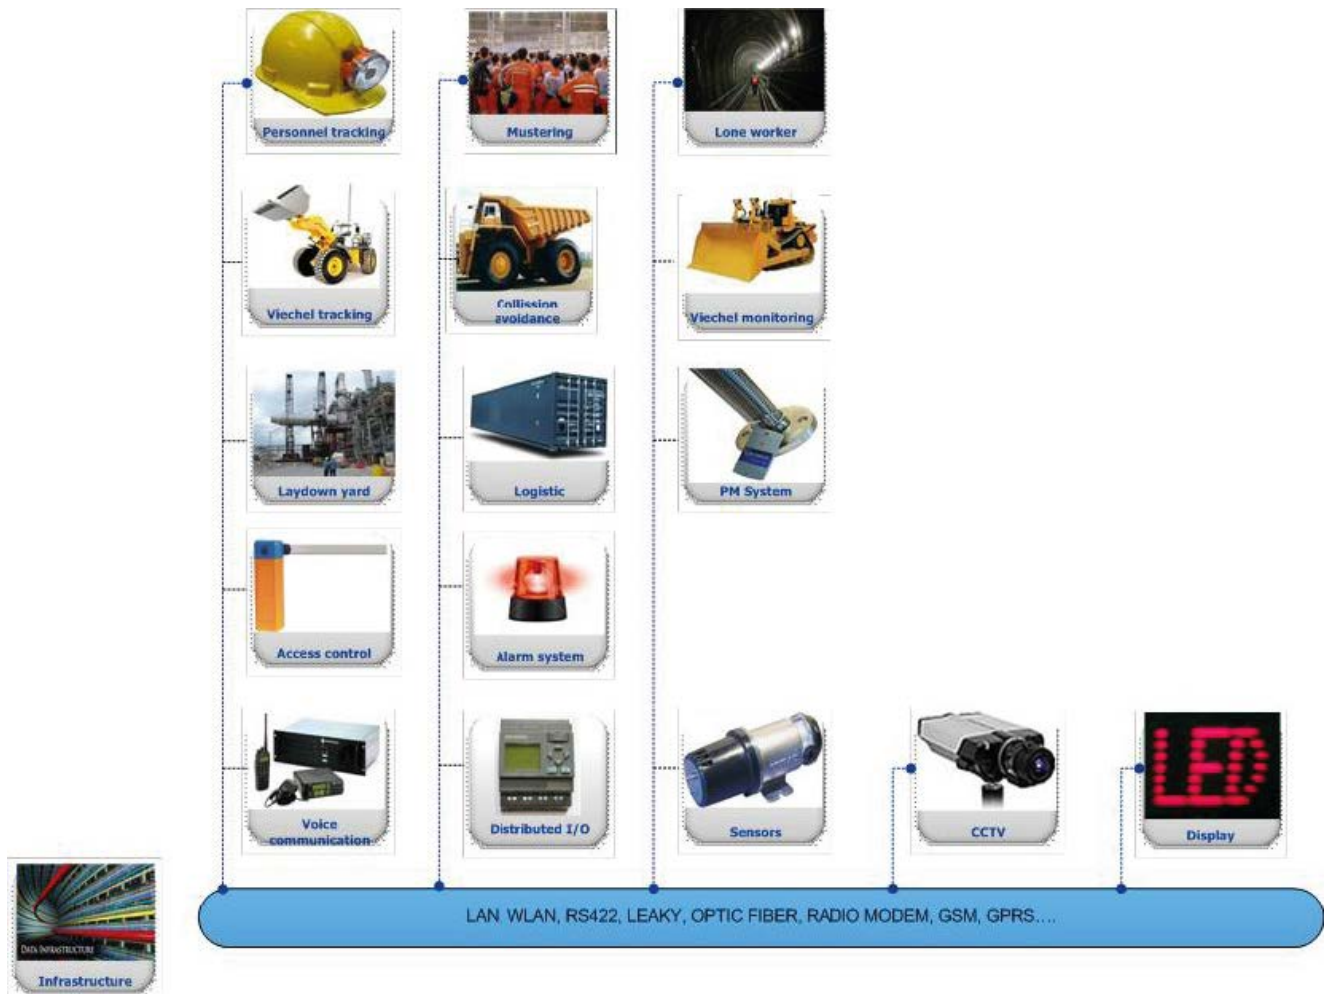 Personnel tracking
Mustering
Lone worker
Viechel tracking
Collission
avoidance
Viechel monitoring
Laydown yard
Logistic
PM System
Access control
Alarm system
Voice
communication
Distributed I/O
Sensors
CCTV
LED
Display
LAN WLAN, RS422, LEAKY, OPTIC FIBER, RADIO MODEM, GSM, GPRS....
DATA INFRASTRUCTURE
Infrastructure